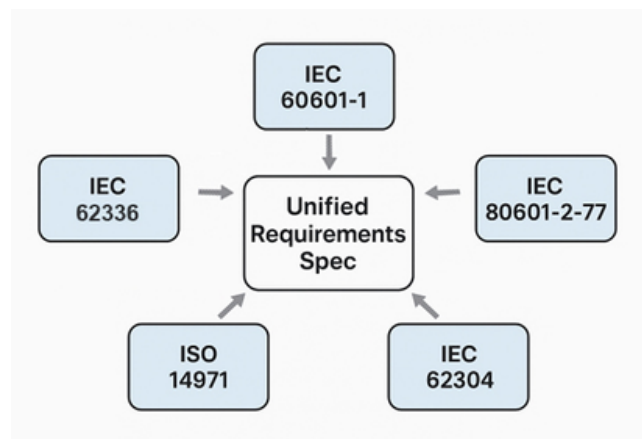 IEC
60601-1
IEC
62336
Unified
Requirements
Spec
IEC
80601-2-77
ISO
14971
IEC
62304